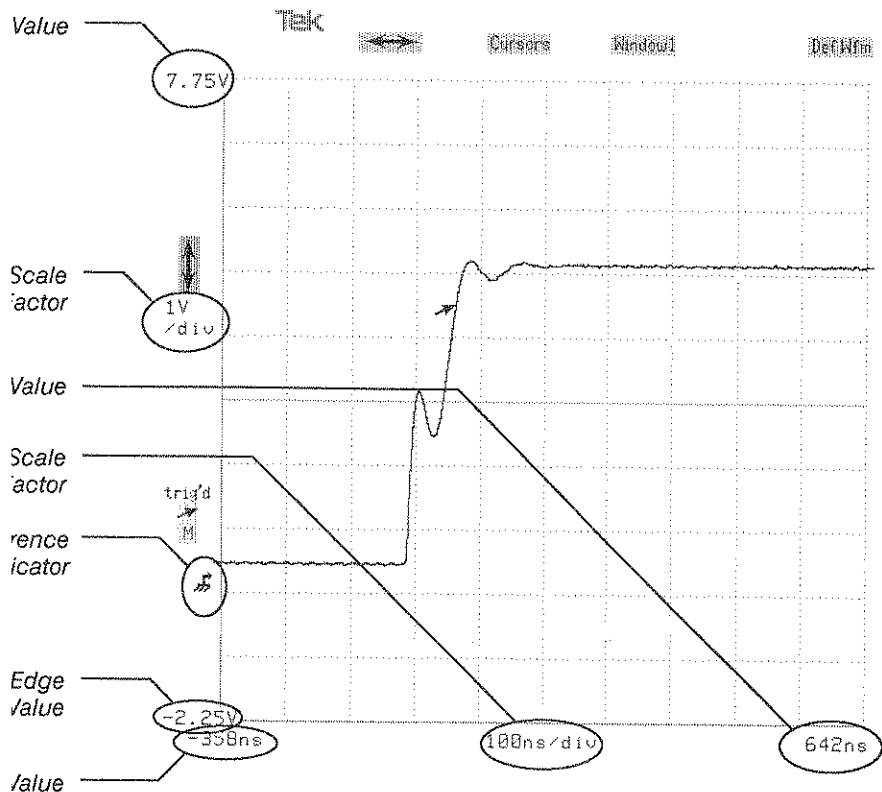 Value
Tek
Cursors
Window1
DefWfm
7.75V
Scale
actor
1V
/div
Value
Scale
actor
trig'd
M
rence
icator
Edge
Value
-2.25V
-358ns
100ns/div
642ns
Value